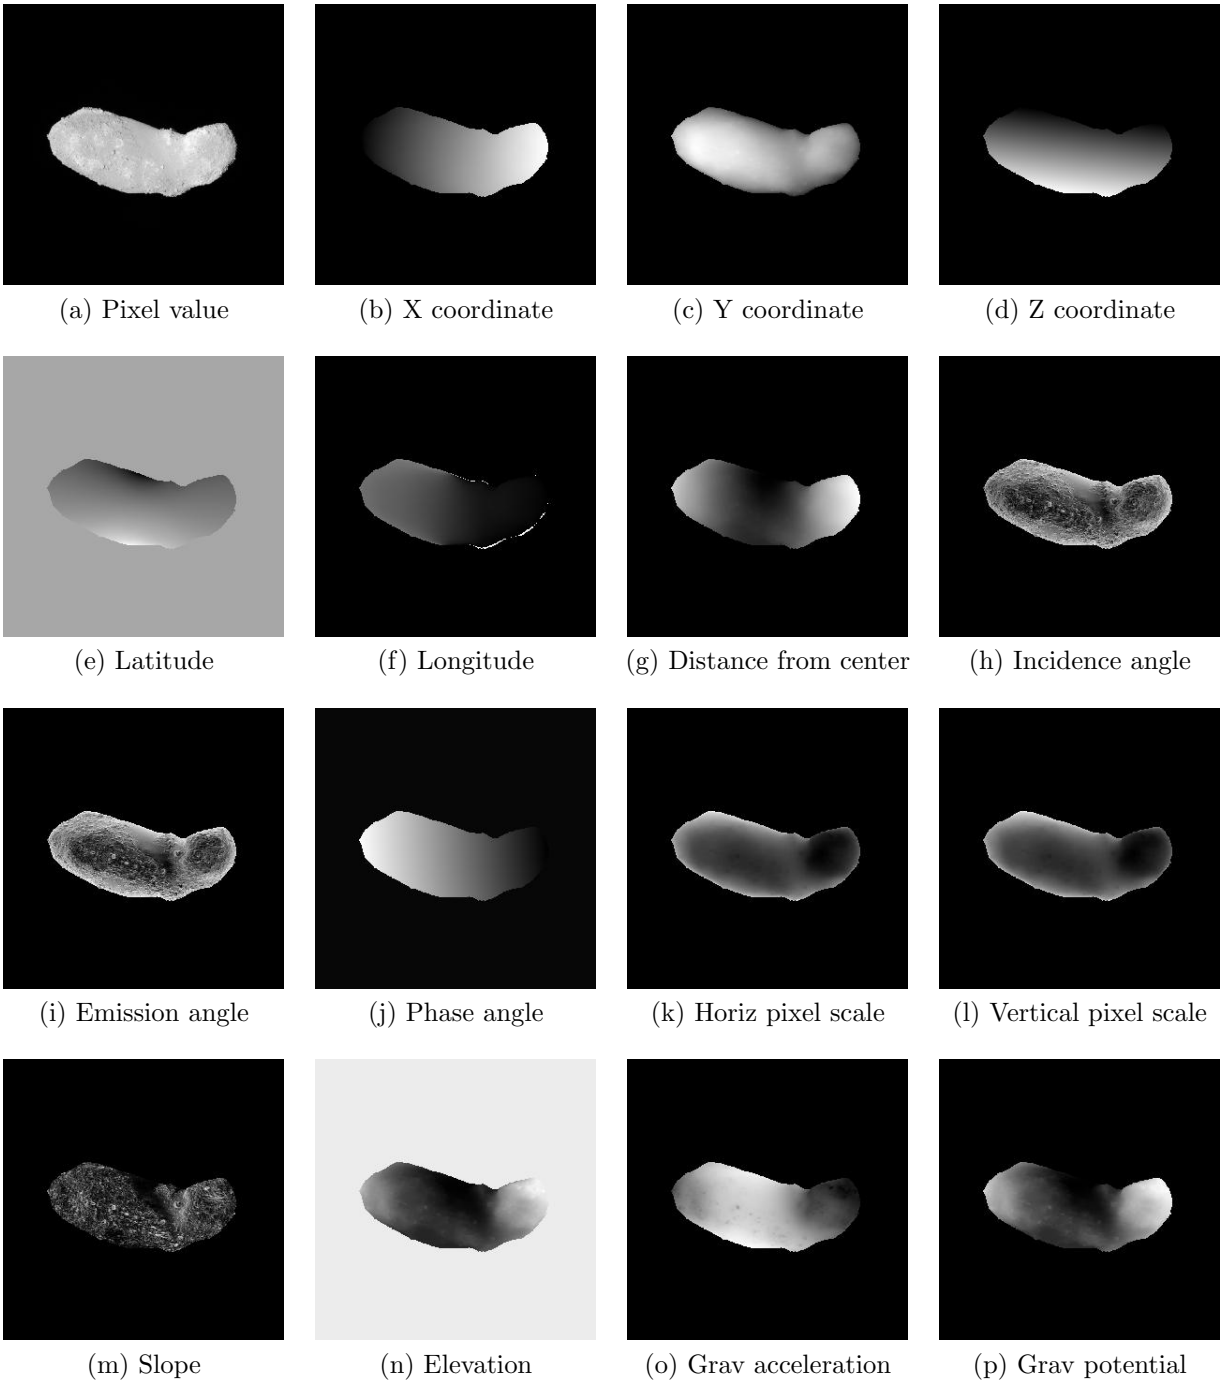 (a) Pixel value
(b) X coordinate
(c) Y coordinate
(d) Z coordinate
(e) Latitude
(f) Longitude
(g) Distance from center
(h) Incidence angle
(i) Emission angle
(j) Phase angle
(k) Horiz pixel scale
(l) Vertical pixel scale
(m) Slope
(n) Elevation
(o) Grav acceleration
(p) Grav potential